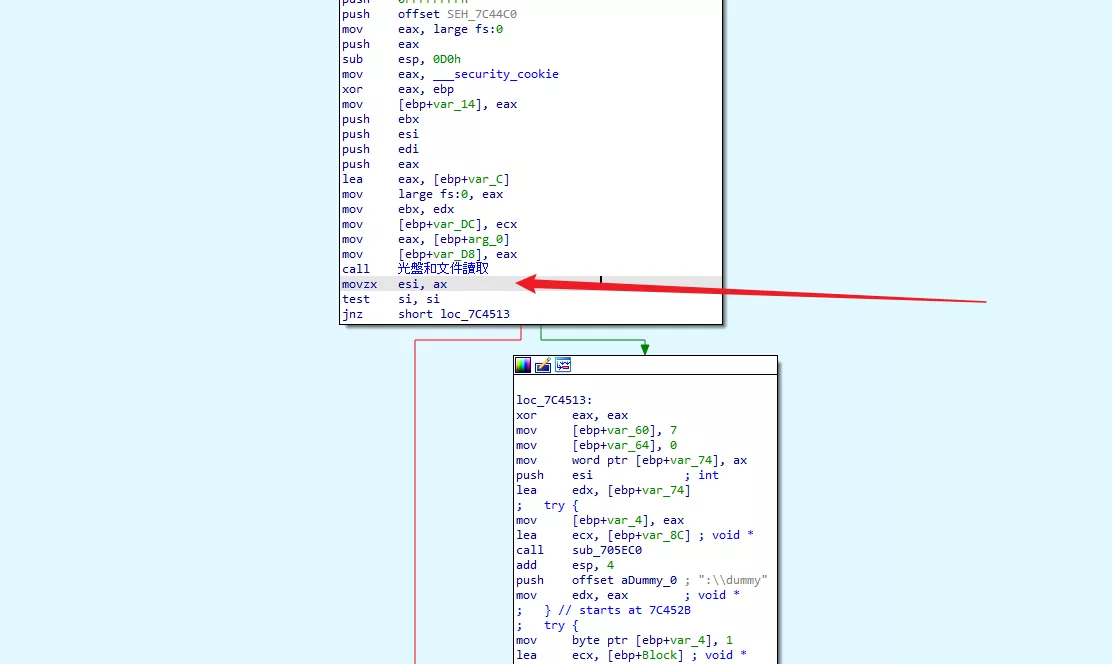 push offset SEH_7C44C0
mov eax, large fs:0
push eax
sub esp, 0D0h
mov eax, ___security_cookie
xor eax, ebp
mov [ebp+var_14], eax
push ebx
push esi
push edi
push eax
lea eax, [ebp+var_C]
mov large fs:0, eax
mov ebx, edx
mov [ebp+var_DC], ecx
mov eax, [ebp+arg_0]
mov [ebp+var_D8], eax
call 光盤和文件讀取
movzx esi, ax
test si, si
jnz short loc_7C4513
loc_7C4513:
xor eax, eax
mov [ebp+var_60], 7
mov [ebp+var_64], 0
mov word ptr [ebp+var_74], ax
push esi ; int
lea edx, [ebp+var_74]
; try {
mov [ebp+var_4], eax
lea ecx, [ebp+var_8C] ; void *
call sub_705EC0
add esp, 4
push offset aDummy_0 ; ":\\dummy"
mov edx, eax ; void *
; } // starts at 7C452B
; try {
mov byte ptr [ebp+var_4], 1
lea ecx, [ebp+Block] ; void *